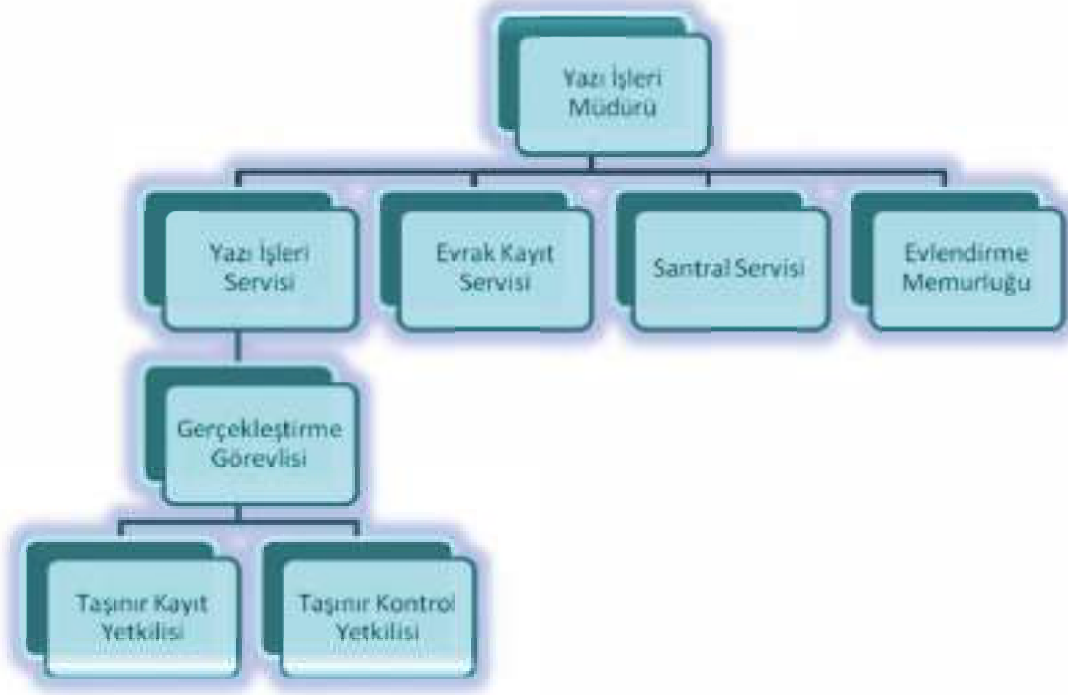 Yazı İşleri
Müdürü
Yazı İşleri
Servisi
Evrak Kayıt
Servisi
Santral Servisi
Evlendirme
Memurluğu
Gerçekleştirme
Görevlisi
Taşınır Kayıt
Yetkilisi
Taşınır Kontrol
Yetkilisi